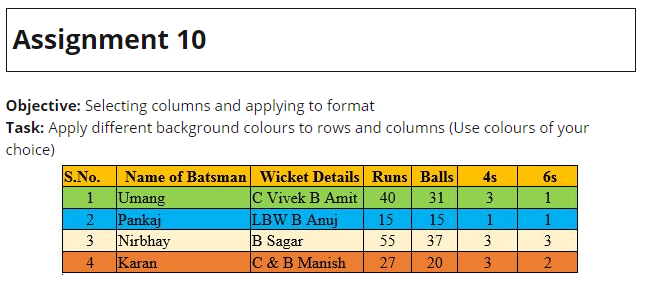 Assignment 10
Objective: Selecting columns and applying to format
Task: Apply different background colours to rows and columns (Use colours of your
choice)
S.No. Name of Batsman Wicket Details Runs Balls 4s 6s
1 Umang C Vivek B Amit 40 31 3 1
2 Pankaj LBW B Anuj 15 15 1 1
3 Nirbhay B Sagar 55 37 3 3
4 Karan C & B Manish 27 20 3 2